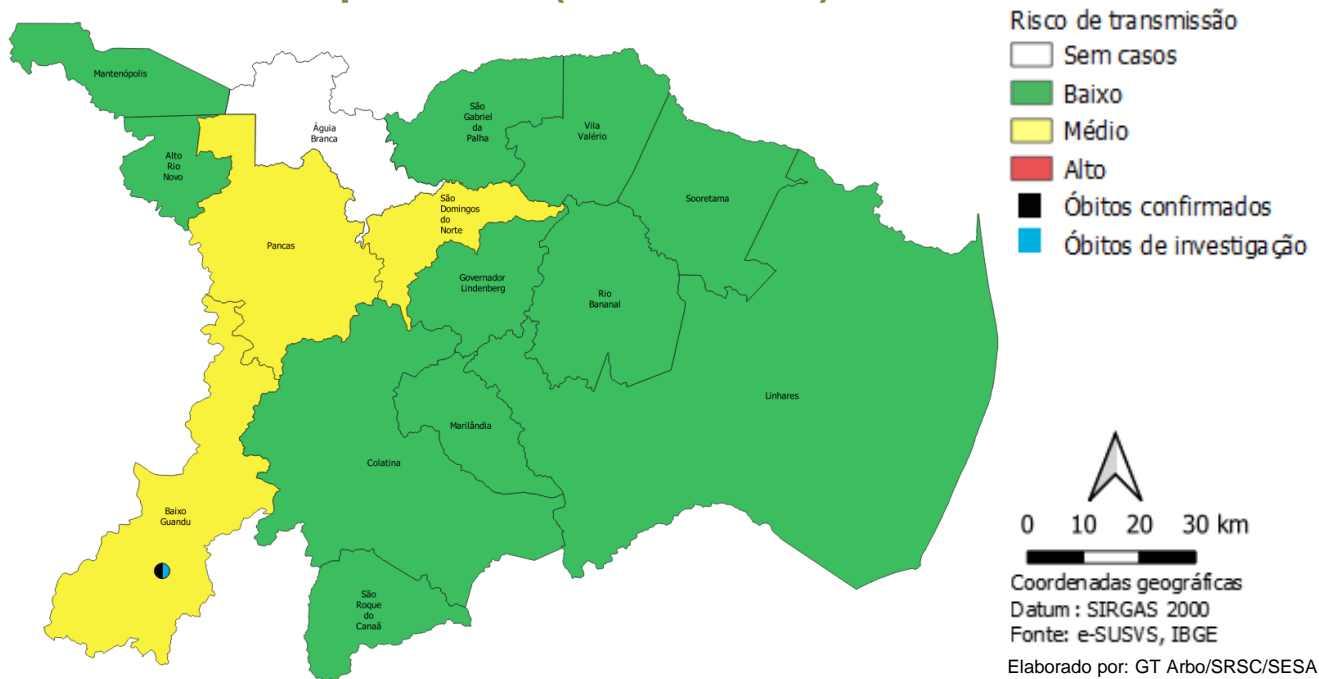 Risco de transmissão
Sem casos
Baixo
Médio
Alto
Óbitos confirmados
Óbitos de investigação
Mantenópolis
Águia
Branca
São
Gabriel
da
Palha
Vila
Valério
Alto
Rio
Novo
São
Domingos
do
Norte
Sooretama
Pancas
Governador
Lindenberg
Rio
Bananal
Linhares
Marilândia
Colatina
Baixo
Guandu
São
Roque
do
Canaã
0 10 20 30 km
Coordenadas geográficas
Datum : SIRGAS 2000
Fonte: e-SUSVS, IBGE
Elaborado por: GT Arbo/SRSC/SESA